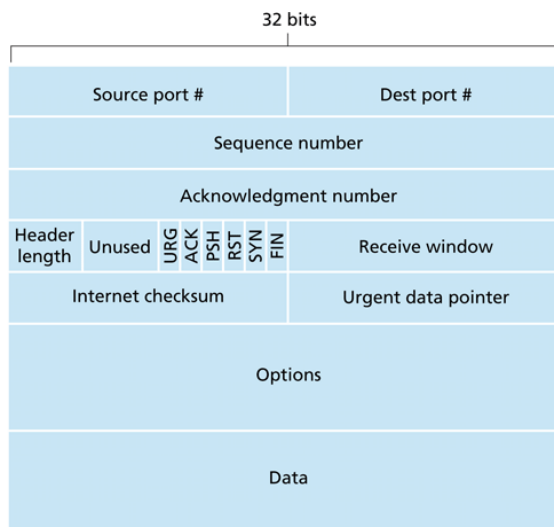 32 bits
Source port #
Dest port #
Sequence number
Acknowledgment number
Header
length
Unused
URG
ACK
PSH
RST
SYN
FIN
Receive window
Internet checksum
Urgent data pointer
Options
Data